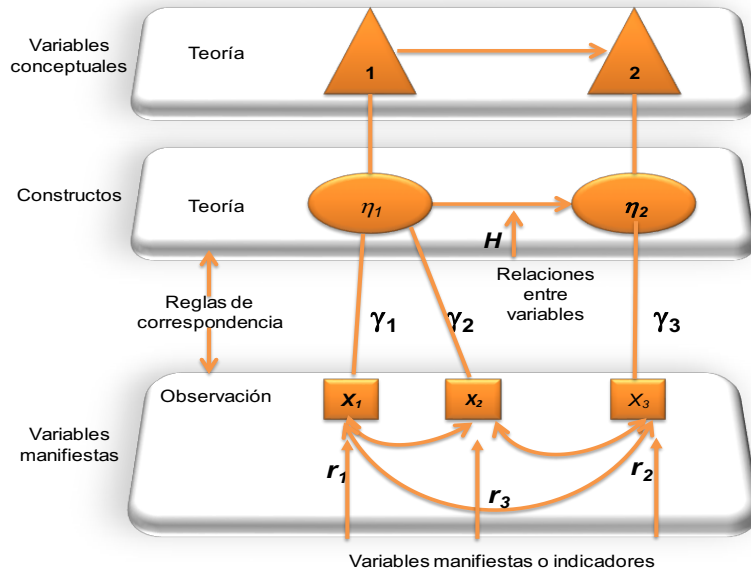 Variables
conceptuales
Teoría
1
2
Constructos
Teoría
η1
η2
H
Relaciones
entre
variables
Reglas de
correspondencia
γ1
γ2
γ3
Observación
x1
x2
x3
Variables
manifiestas
r1
r3
r2
Variables manifiestas o indicadores